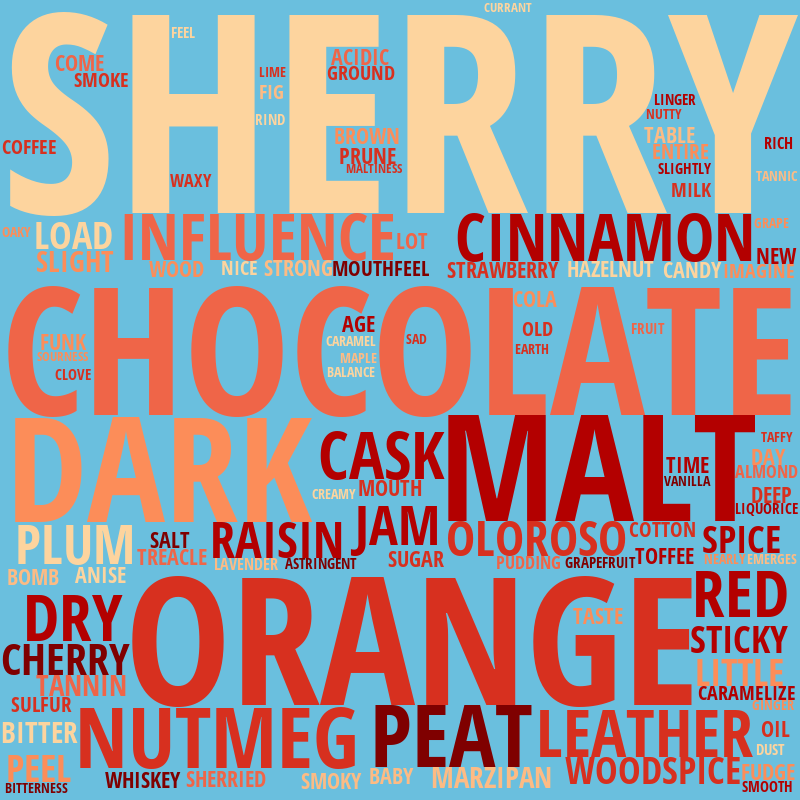 CURRANT
SHERRY
FEEL
COME
SMOKE
ACIDIC
GROUND
LIME
FIG
RIND
BROWN
PRUNE
MALTINESS
LINGER
NUTTY
TABLE
ENTIRE
SLIGHTLY
MILK
RICH
TANNIC
COFFEE
WAXY
LOAD
INFLUENCE
LOT
CINNAMON
GRAPE
SLIGHT
WOOD
NICE
STRONG
MOUTHFEEL
STRAWBERRY
HAZELNUT
CANDY
NEW
IMAGINE
CHOCOLATE
COLA
AGE
OLD
FRUIT
FUNK
SOURNESS
CARAMEL
SAD
EARTH
MAPLE
CLOVE
BALANCE
DARK
CASK
MALT
TAFFY
TIME
DAY
ALMOND
VANILLA
CREAMY
MOUTH
DEEP
LIQUORICE
PLUM
SALT
RAISIN
JAM
OLOROSO
COTTON
SPICE
TREACLE
SUGAR
TOFFEE
LAVENDER
ASTRINGENT
PUDDING
GRAPEFRUIT
EMERGES
BOMB
ANISE
ORANGE
TASTE
RED
DRY
STICKY
CHERRY
LITTLE
TANNIN
CARAMELIZE
SULFUR
GINGER
BITTER
NUTMEG
PEAT
LEATHER
OIL
DUST
PEEL
WHISKEY
SHERRIED
SMOKY
BABY
MARZIPAN
WOODSPICE
FUDGE
BITTERNESS
SMOOTH